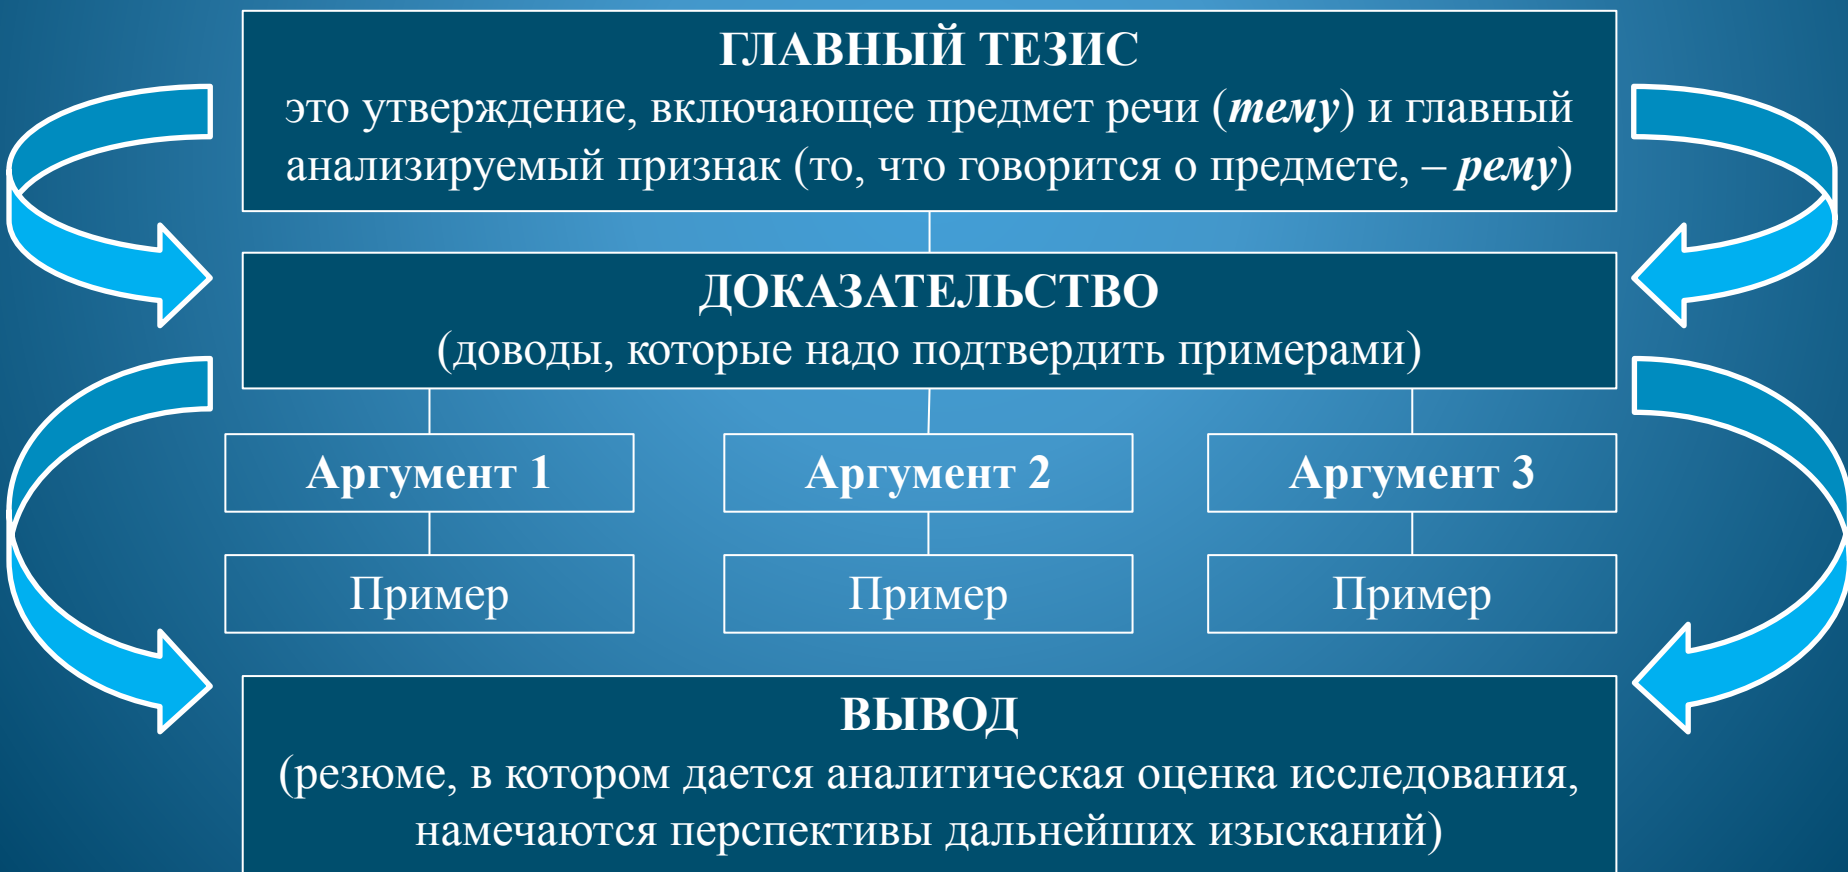 ГЛАВНЫЙ ТЕЗИС
это утверждение, включающее предмет речи (тему) и главный
анализируемый признак (то, что говорится о предмете, – рему)
ДОКАЗАТЕЛЬСТВО
(доводы, которые надо подтвердить примерами)
Аргумент 1
Аргумент 2
Аргумент 3
Пример
Пример
Пример
ВЫВОД
(резюме, в котором дается аналитическая оценка исследования,
намечаются перспективы дальнейших изысканий)